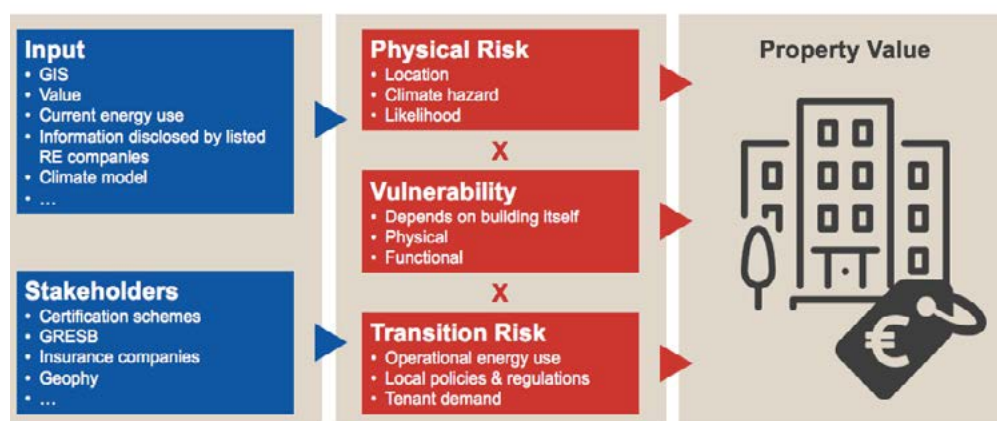 Input
• GIS
• Value
• Current energy use
• Information disclosed by listed
RE companies
• Climate model
• ...
Stakeholders
• Certification schemes
• GRESB
• Insurance companies
• Geophy
• ...
Physical Risk
• Location
• Climate hazard
• Likelihood
X
Vulnerability
• Depends on building itself
• Physical
• Functional
X
Transition Risk
• Operational energy use
• Local policies & regulations
• Tenant demand
Property Value
€